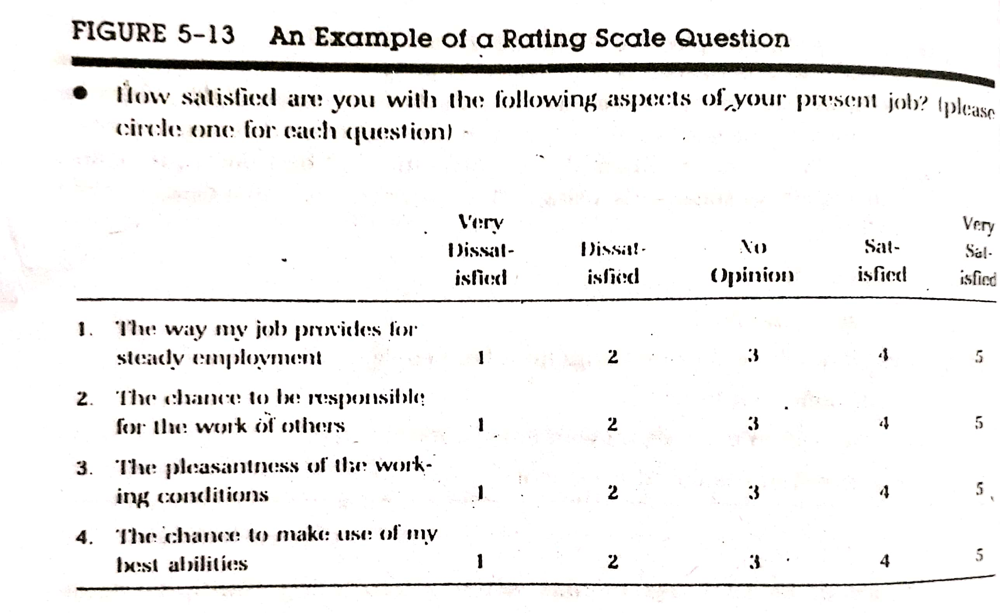 FIGURE 5-13 An Example of a Rating Scale Question
● How satisfied are you with the following aspects of your present job? (please
circle one for each question)
Very Very
Dissat- Dissat- No Sat- Sat-
isfied isfied Opinion isfied isfied
1. The way my job provides for
steady employment 1 2 3 4 5
2. The chance to be responsible
for the work of others 1 2 3 4 5
3. The pleasantness of the work-
ing conditions 1 2 3 4 5
4. The chance to make use of my
best abilities 1 2 3 4 5